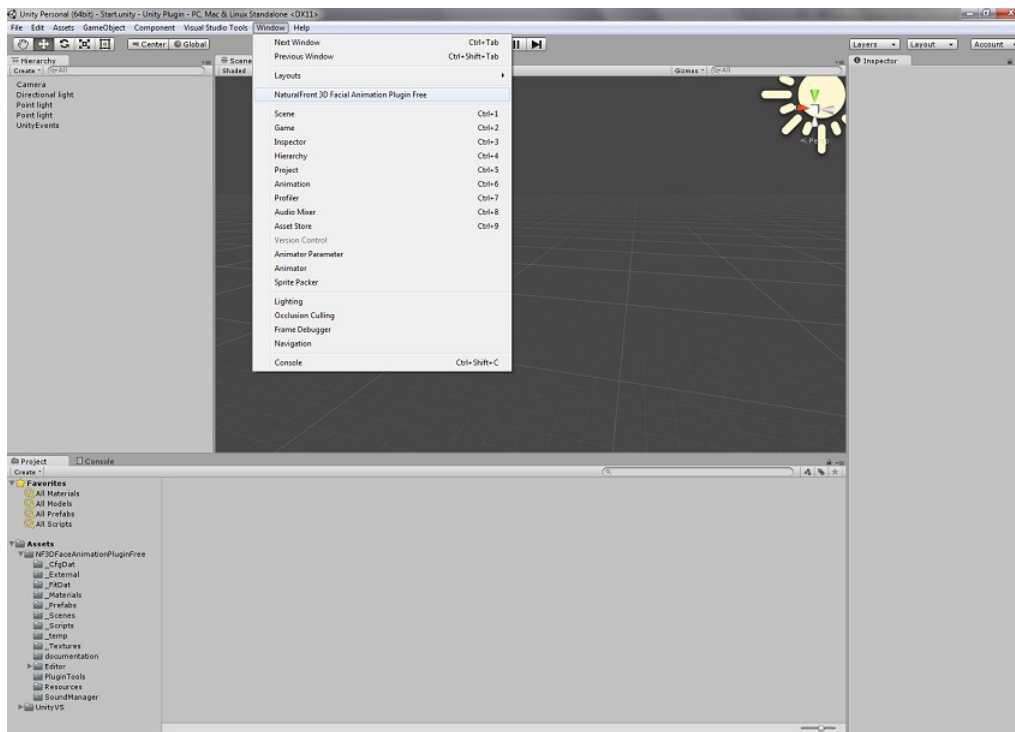 Unity Personal (64bit) - Start.unity - Unity Plugin - PC, Mac & Linux Standalone <DX11>
File Edit Assets GameObject Component Visual Studio Tools Window Help
Center Global Layers Layout Account
Hierarchy Scene Inspector
Create All Shaded Gizmos All
Camera
Directional light
Point light
Point light
UnityEvents
Next Window Ctrl+Tab
Previous Window Ctrl+Shift+Tab
Layouts
NaturalFront 3D Facial Animation Plugin Free
Scene Ctrl+1
Game Ctrl+2
Inspector Ctrl+3
Hierarchy Ctrl+4
Project Ctrl+5
Animation Ctrl+6
Profiler Ctrl+7
Audio Mixer Ctrl+8
Asset Store Ctrl+9
Version Control
Animator Parameter
Animator
Sprite Packer
Lighting
Occlusion Culling
Frame Debugger
Navigation
Console Ctrl+Shift+C
Project Console
Create
Favorites
All Materials
All Models
All Prefabs
All Scripts
Assets
NF3DFaceAnimationPluginFree
_CfgDat
_External
_FitDat
_Materials
_Prefabs
_Scenes
_Scripts
_temp
_Textures
documentation
Editor
PluginTools
Resources
SoundManager
UnityVS